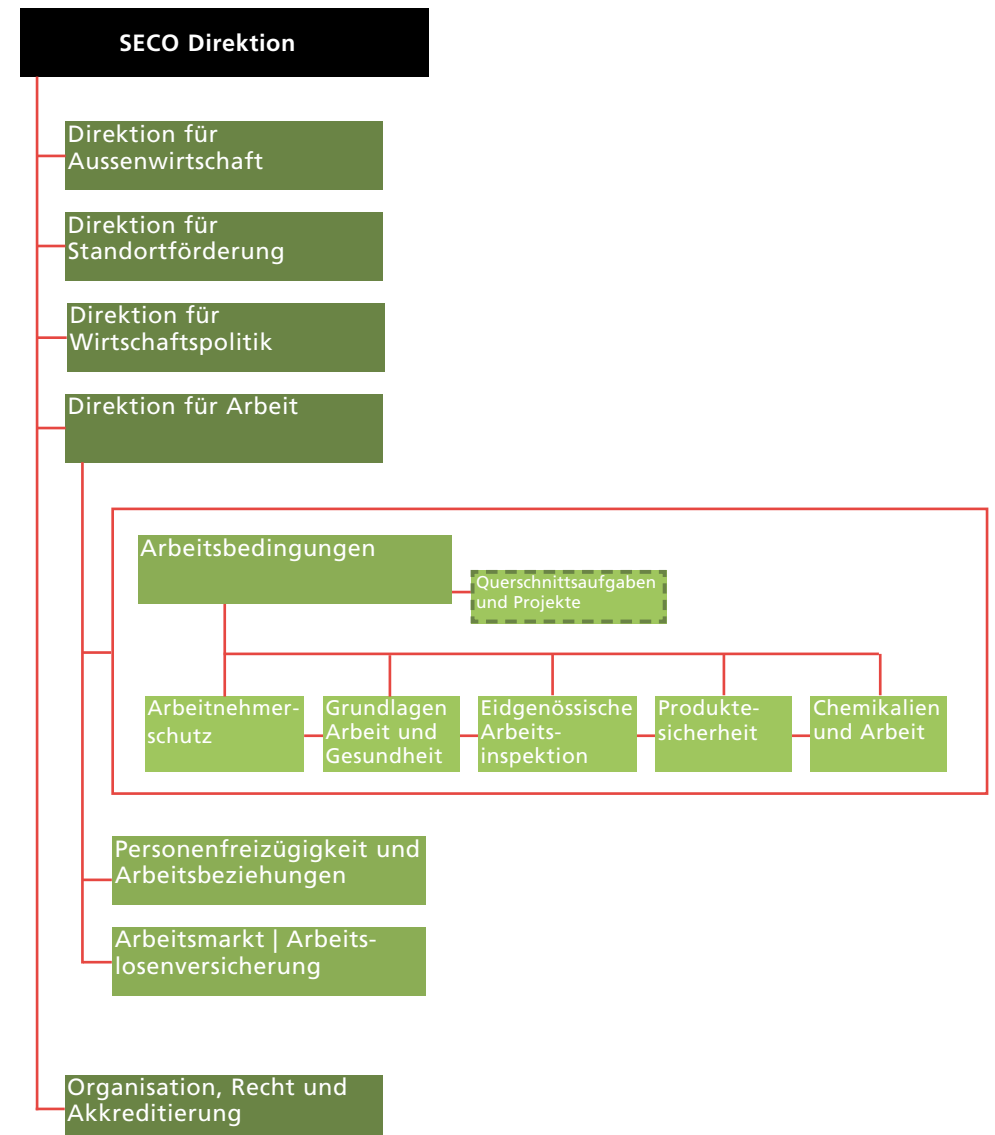 SECO Direktion
Direktion für
Aussenwirtschaft
Direktion für
Standortförderung
Direktion für
Wirtschaftspolitik
Direktion für Arbeit
Arbeitsbedingungen
Querschnittsaufgaben
und Projekte
Arbeitnehmer-
schutz
Grundlagen
Arbeit und
Gesundheit
Eidgenössische
Arbeits-
inspektion
Produkte-
sicherheit
Chemikalien
und Arbeit
Personenfreizügigkeit und
Arbeitsbeziehungen
Arbeitsmarkt | Arbeits-
losenversicherung
Organisation, Recht und
Akkreditierung